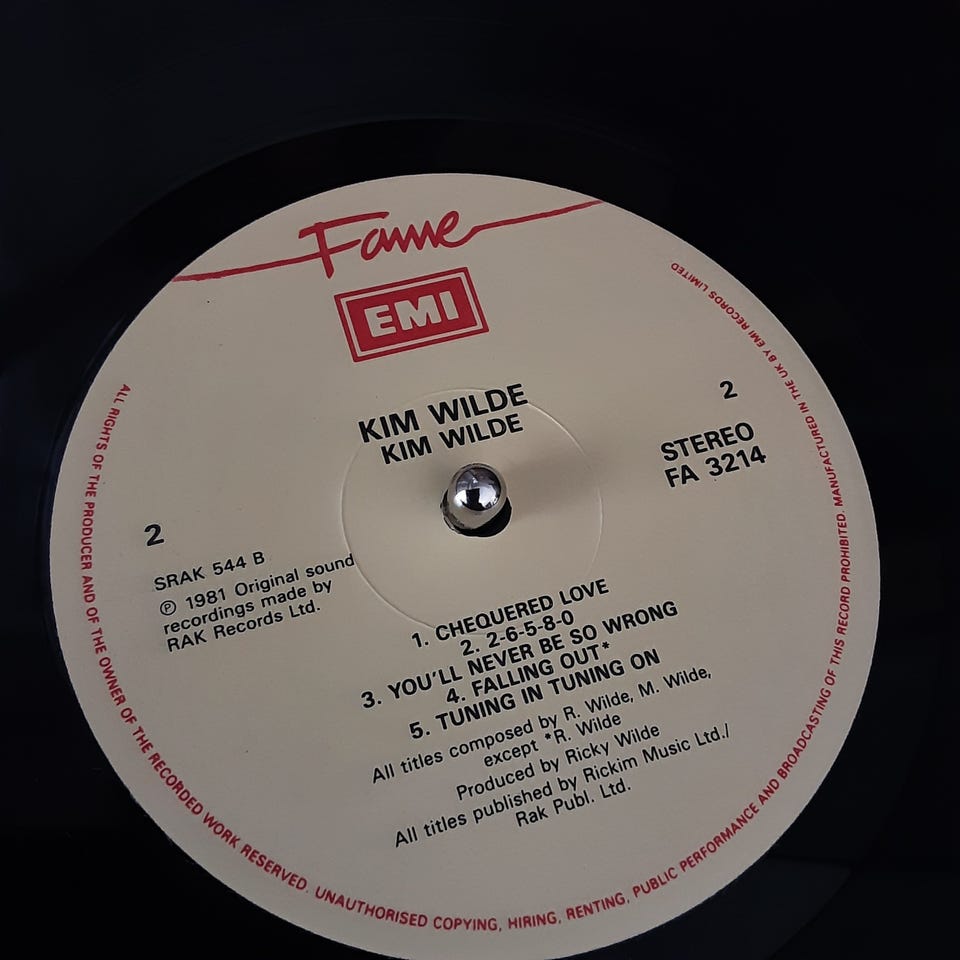 Fame
EMI
KIM WILDE
KIM WILDE
2
STEREO
FA 3214
2
SRAK 544 B
℗ 1981 Original sound
recordings made by
RAK Records Ltd.
1. CHEQUERED LOVE
2. 2-6-5-8-0
3. YOU'LL NEVER BE SO WRONG
4. FALLING OUT*
5. TUNING IN TUNING ON
All titles composed by R. Wilde, M. Wilde,
except *R. Wilde
Produced by Ricky Wilde
All titles published by Rickim Music Ltd./
Rak Publ. Ltd.
ALL RIGHTS OF THE PRODUCER AND OF THE OWNER OF THE RECORDED WORK RESERVED. UNAUTHORISED COPYING, HIRING, RENTING, PUBLIC PERFORMANCE AND BROADCASTING OF THIS RECORD PROHIBITED. MANUFACTURED IN THE UK BY EMI RECORDS LIMITED